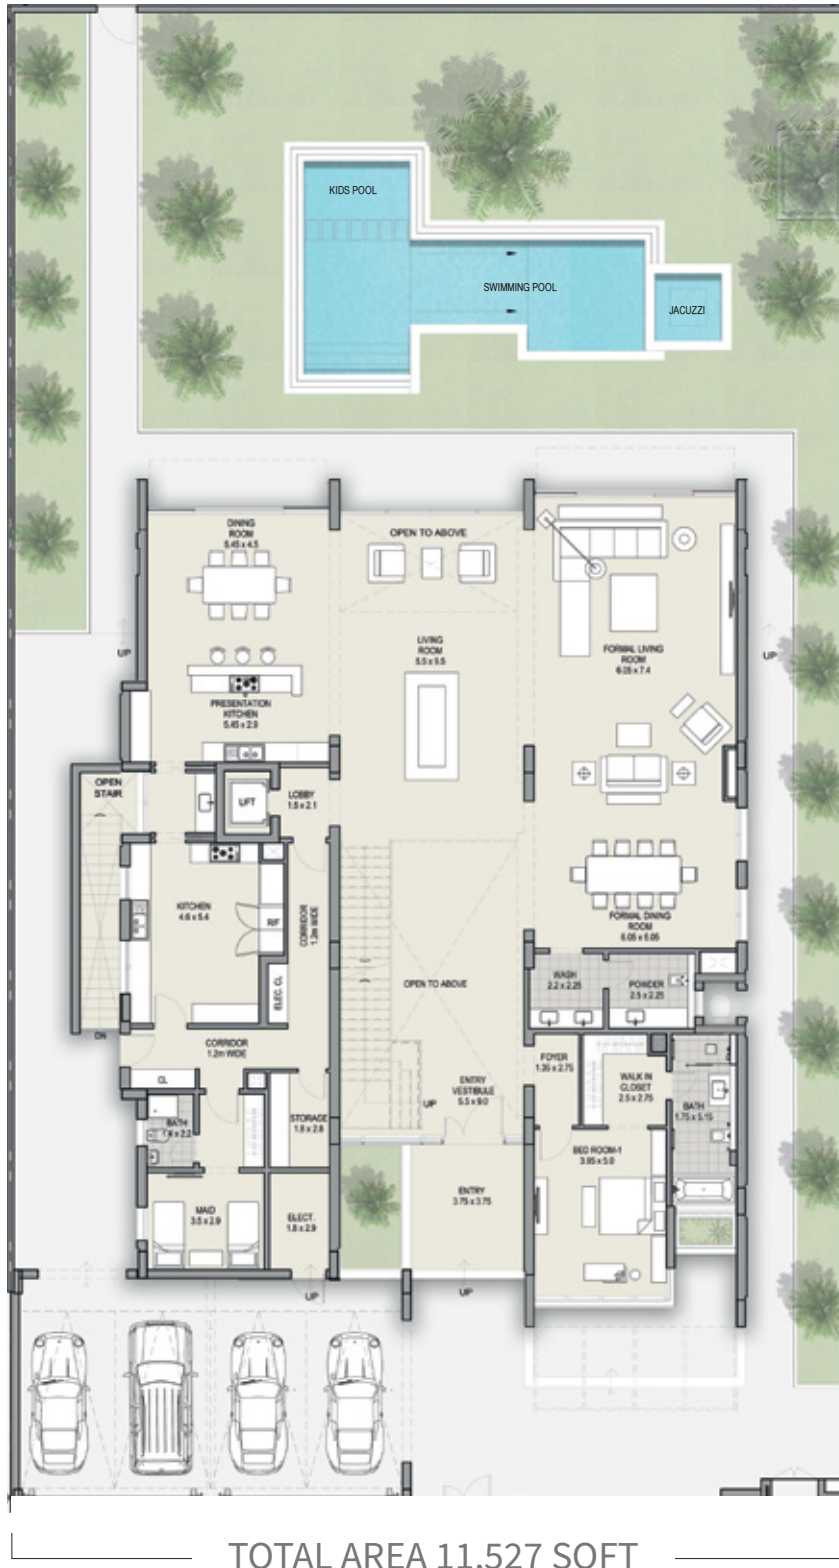 KIDS POOL
SWIMMING POOL
JACUZZI
DINING
ROOM
5.45 x 4.5
OPEN TO ABOVE
LIVING
ROOM
5.5 x 9.5
FORMAL LIVING
ROOM
6.05 x 7.4
UP
UP
PRESENTATION
KITCHEN
5.45 x 2.9
OPEN
STAIR
LIFT
LOBBY
1.5 x 2.1
KITCHEN
4.6 x 5.4
R/F
CORRIDOR
1.2m WIDE
ELEC. CL
FORMAL DINING
ROOM
6.05 x 6.05
WASH
2.2 x 2.25
POWDER
2.5 x 2.25
OPEN TO ABOVE
DN
CORRIDOR
1.2m WIDE
CL
FOYER
1.35 x 2.75
WALK IN
CLOSET
2.5 x 2.75
BATH
1.75 x 5.15
ENTRY
VESTIBULE
5.5 x 9.0
UP
STORAGE
1.8 x 2.8
BATH
1.4 x 2.2
BED ROOM-1
3.95 x 5.0
MAID
3.5 x 2.9
ELECT.
1.8 x 2.9
ENTRY
3.75 x 3.75
UP
UP
TOTAL AREA 11,527 SQFT